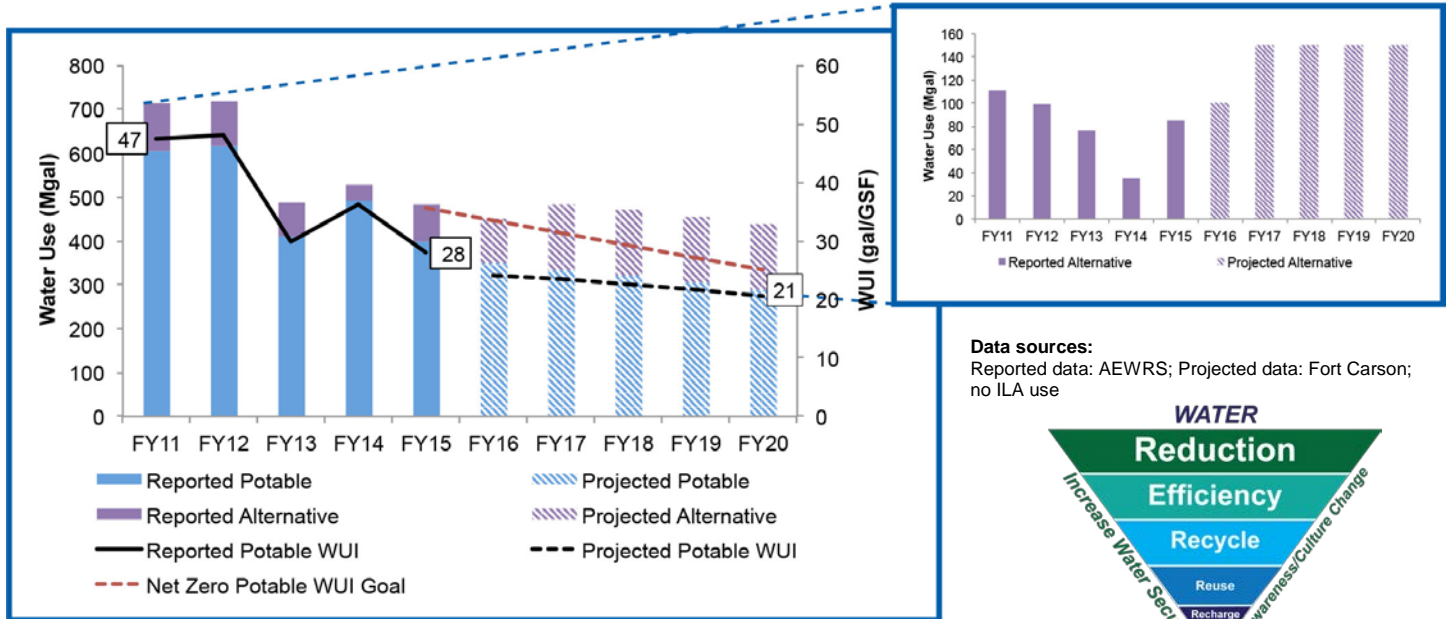 800
700
600
500
400
300
200
100
0
Water Use (Mgal)
60
50
40
30
20
10
0
WUI (gal/GSF)
47
28
21
FY11 FY12 FY13 FY14 FY15 FY16 FY17 FY18 FY19 FY20
Reported Potable
Projected Potable
Reported Alternative
Projected Alternative
Reported Potable WUI
Projected Potable WUI
Net Zero Potable WUI Goal
160
140
120
100
80
60
40
20
0
Water Use (Mgal)
FY11 FY12 FY13 FY14 FY15 FY16 FY17 FY18 FY19 FY20
Reported Alternative
Projected Alternative
Data sources:
Reported data: AEWRS; Projected data: Fort Carson;
no ILA use
WATER
Reduction
Efficiency
Recycle
Reuse
Recharge
Increase Water Secu
wareness/Culture Change